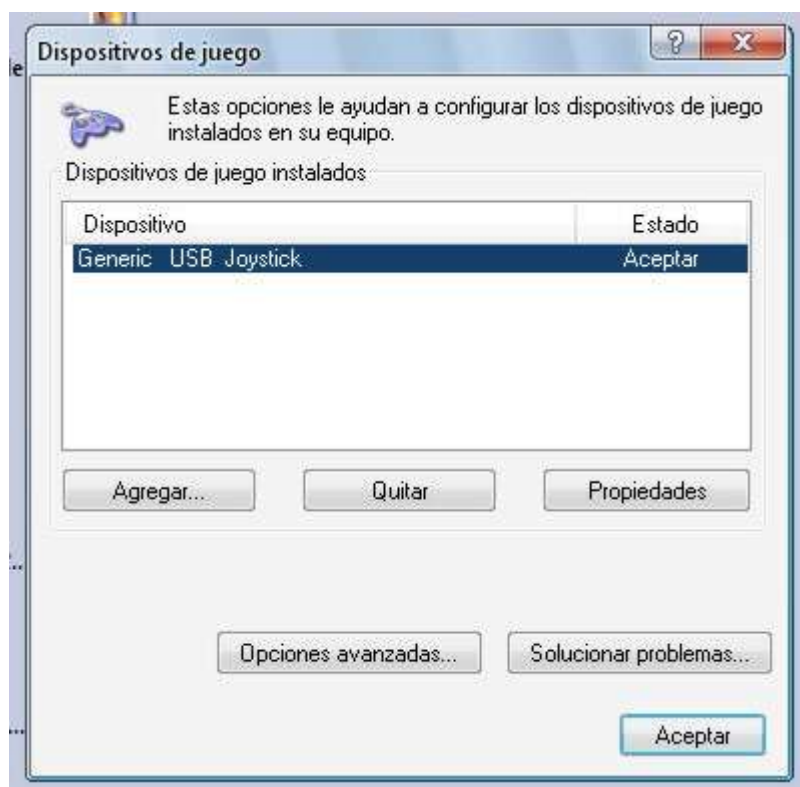 Dispositivos de juego
Estas opciones le ayudan a configurar los dispositivos de juego
instalados en su equipo.
Dispositivos de juego instalados
Dispositivo Estado
Generic USB Joystick Aceptar
Agregar... Quitar Propiedades
Opciones avanzadas... Solucionar problemas...
Aceptar